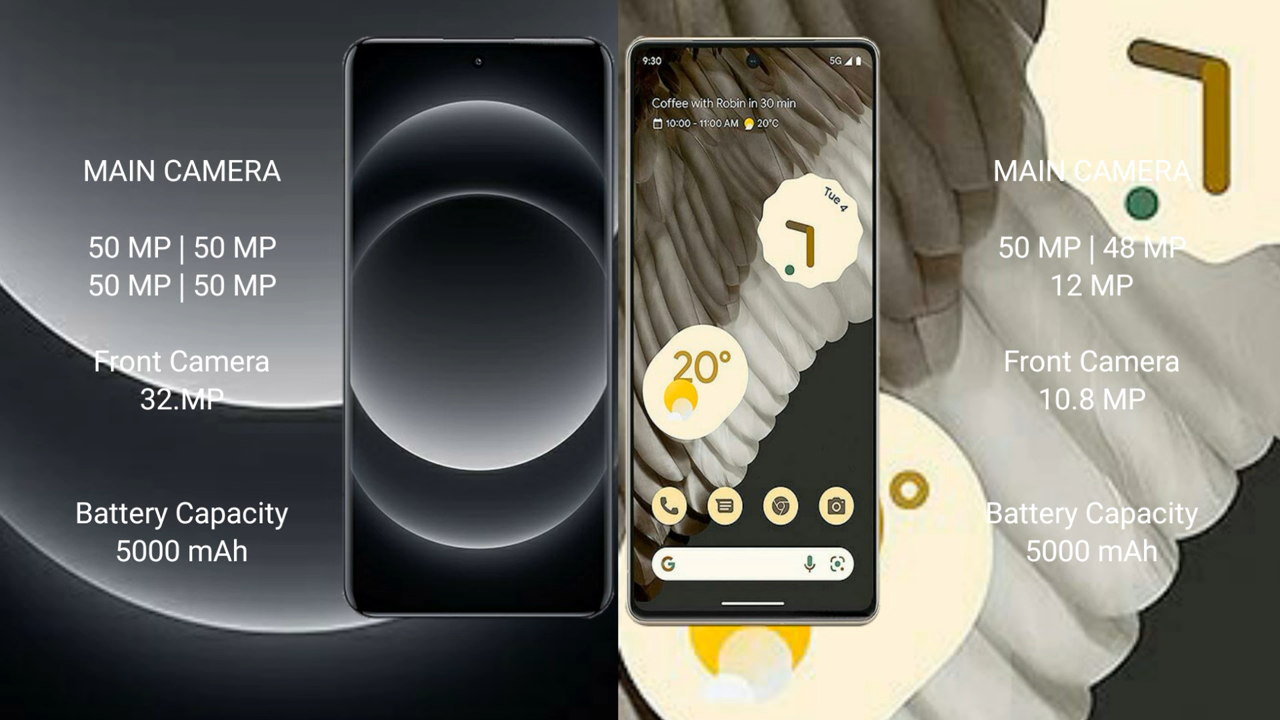 MAIN CAMERA
50 MP | 50 MP
50 MP | 50 MP
Front Camera
32.MP
Battery Capacity
5000 mAh
9:30
5G
Coffee with Robin in 30 min
10:00 - 11:00 AM 20°C
Tue 4
20°
G
MAIN CAMERA
50 MP | 48 MP
12 MP
Front Camera
10.8 MP
Battery Capacity
5000 mAh